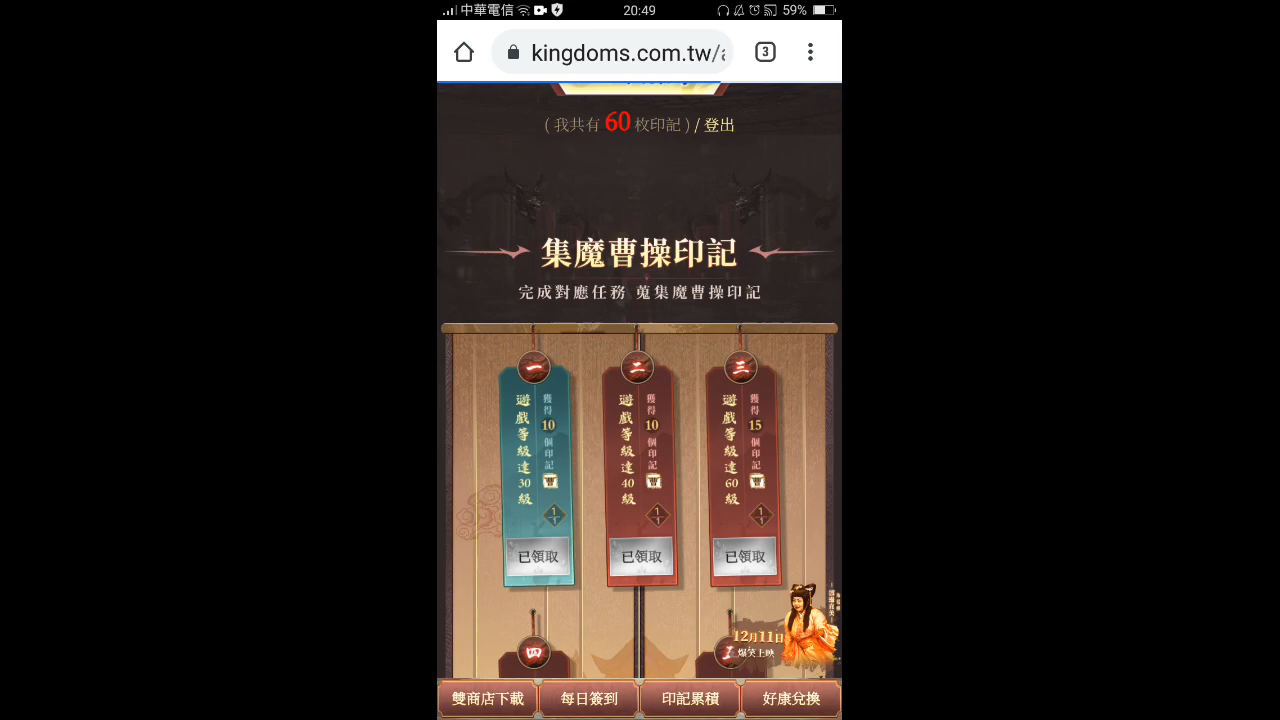 中華電信
20:49
59%
kingdoms.com.tw/
3
( 我共有 60 枚印記 ) / 登出
集魔曹操印記
完成對應任務 蒐集魔曹操印記
一
遊戲等級達30級
獲得10個印記
曹
1/1
已領取
二
遊戲等級達40級
獲得10個印記
曹
1/1
已領取
三
遊戲等級達60級
獲得15個印記
曹
1/1
已領取
四
12月11日
爆笑上映
雙商店下載
每日簽到
印記累積
好康兌換